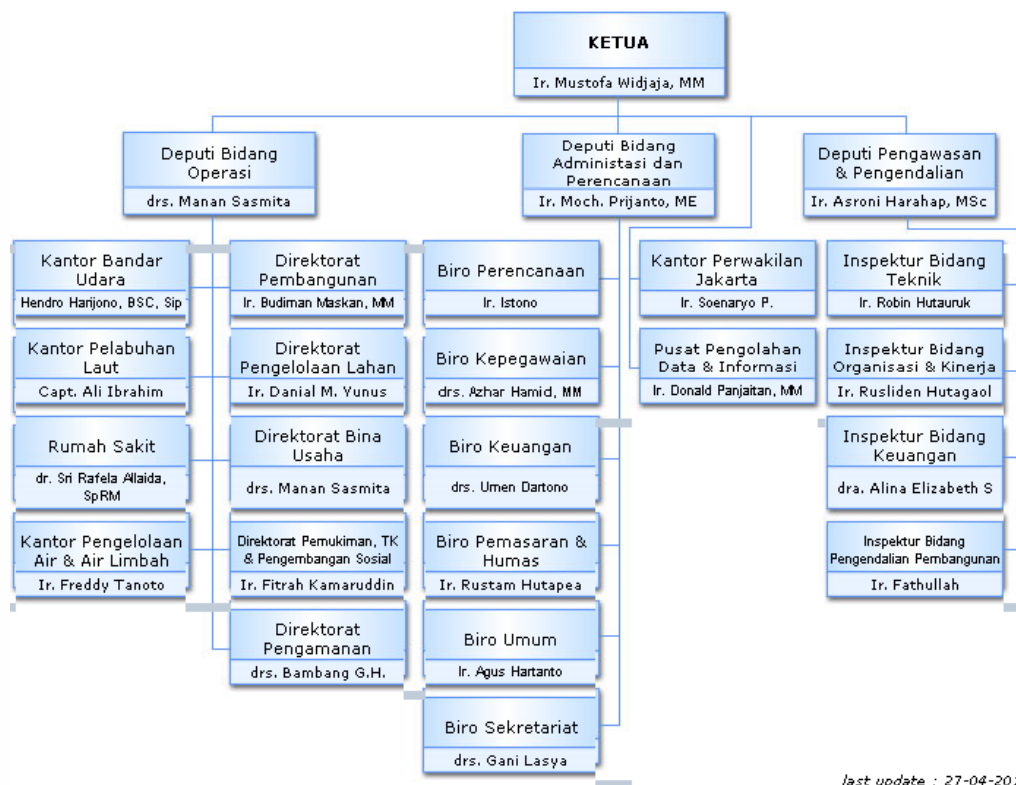 KETUA
Ir. Mustofa Widjaja, MM
Deputi Bidang
Operasi
drs. Manan Sasmita
Deputi Bidang
Administasi dan
Perencanaan
Ir. Moch. Prijanto, ME
Deputi Pengawasan
& Pengendalian
Ir. Asroni Harahap, MSc
Kantor Bandar
Udara
Hendro Harijono, BSC, Sip
Kantor Pelabuhan
Laut
Capt. Ali Ibrahim
Rumah Sakit
dr. Sri Rafela Allaida,
SpRM
Kantor Pengelolaan
Air & Air Limbah
Ir. Freddy Tanoto
Direktorat
Pembangunan
Ir. Budiman Maskan, MM
Direktorat
Pengelolaan Lahan
Ir. Danial M. Yunus
Direktorat Bina
Usaha
drs. Manan Sasmita
Direktorat Pemukiman, TK
& Pengembangan Sosial
Ir. Fitrah Kamaruddin
Direktorat
Pengamanan
drs. Bambang G.H.
Biro Perencanaan
Ir. Istono
Biro Kepegawaian
drs. Azhar Hamid, MM
Biro Keuangan
drs. Umen Dartono
Biro Pemasaran &
Humas
Ir. Rustam Hutapea
Biro Umum
Ir. Agus Hartanto
Biro Sekretariat
drs. Gani Lasya
Kantor Perwakilan
Jakarta
Ir. Soenaryo P.
Pusat Pengolahan
Data & Informasi
Ir. Donald Panjaitan, MM
Inspektur Bidang
Teknik
Ir. Robin Hutauruk
Inspektur Bidang
Organisasi & Kinerja
Ir. Rusliden Hutagaol
Inspektur Bidang
Keuangan
dra. Alina Elizabeth S
Inspektur Bidang
Pengendalian Pembangunan
Ir. Fathullah
last update : 27-04-201